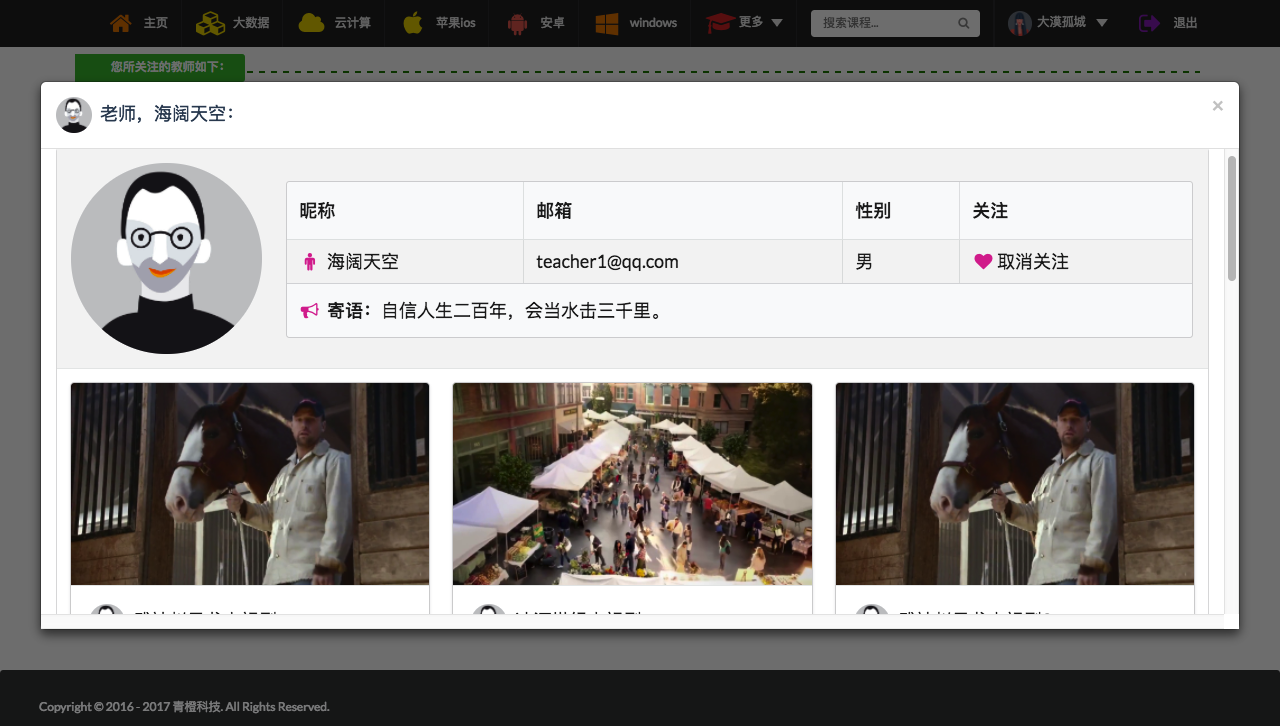 主页 大数据 云计算 苹果ios 安卓 windows 更多 搜索课程... 大漠孤城 退出
您所关注的教师如下：
老师，海阔天空： ×
昵称 邮箱 性别 关注
海阔天空 teacher1@qq.com 男 取消关注
寄语：自信人生二百年，会当水击三千里。
Copyright © 2016 - 2017 青橙科技. All Rights Reserved.